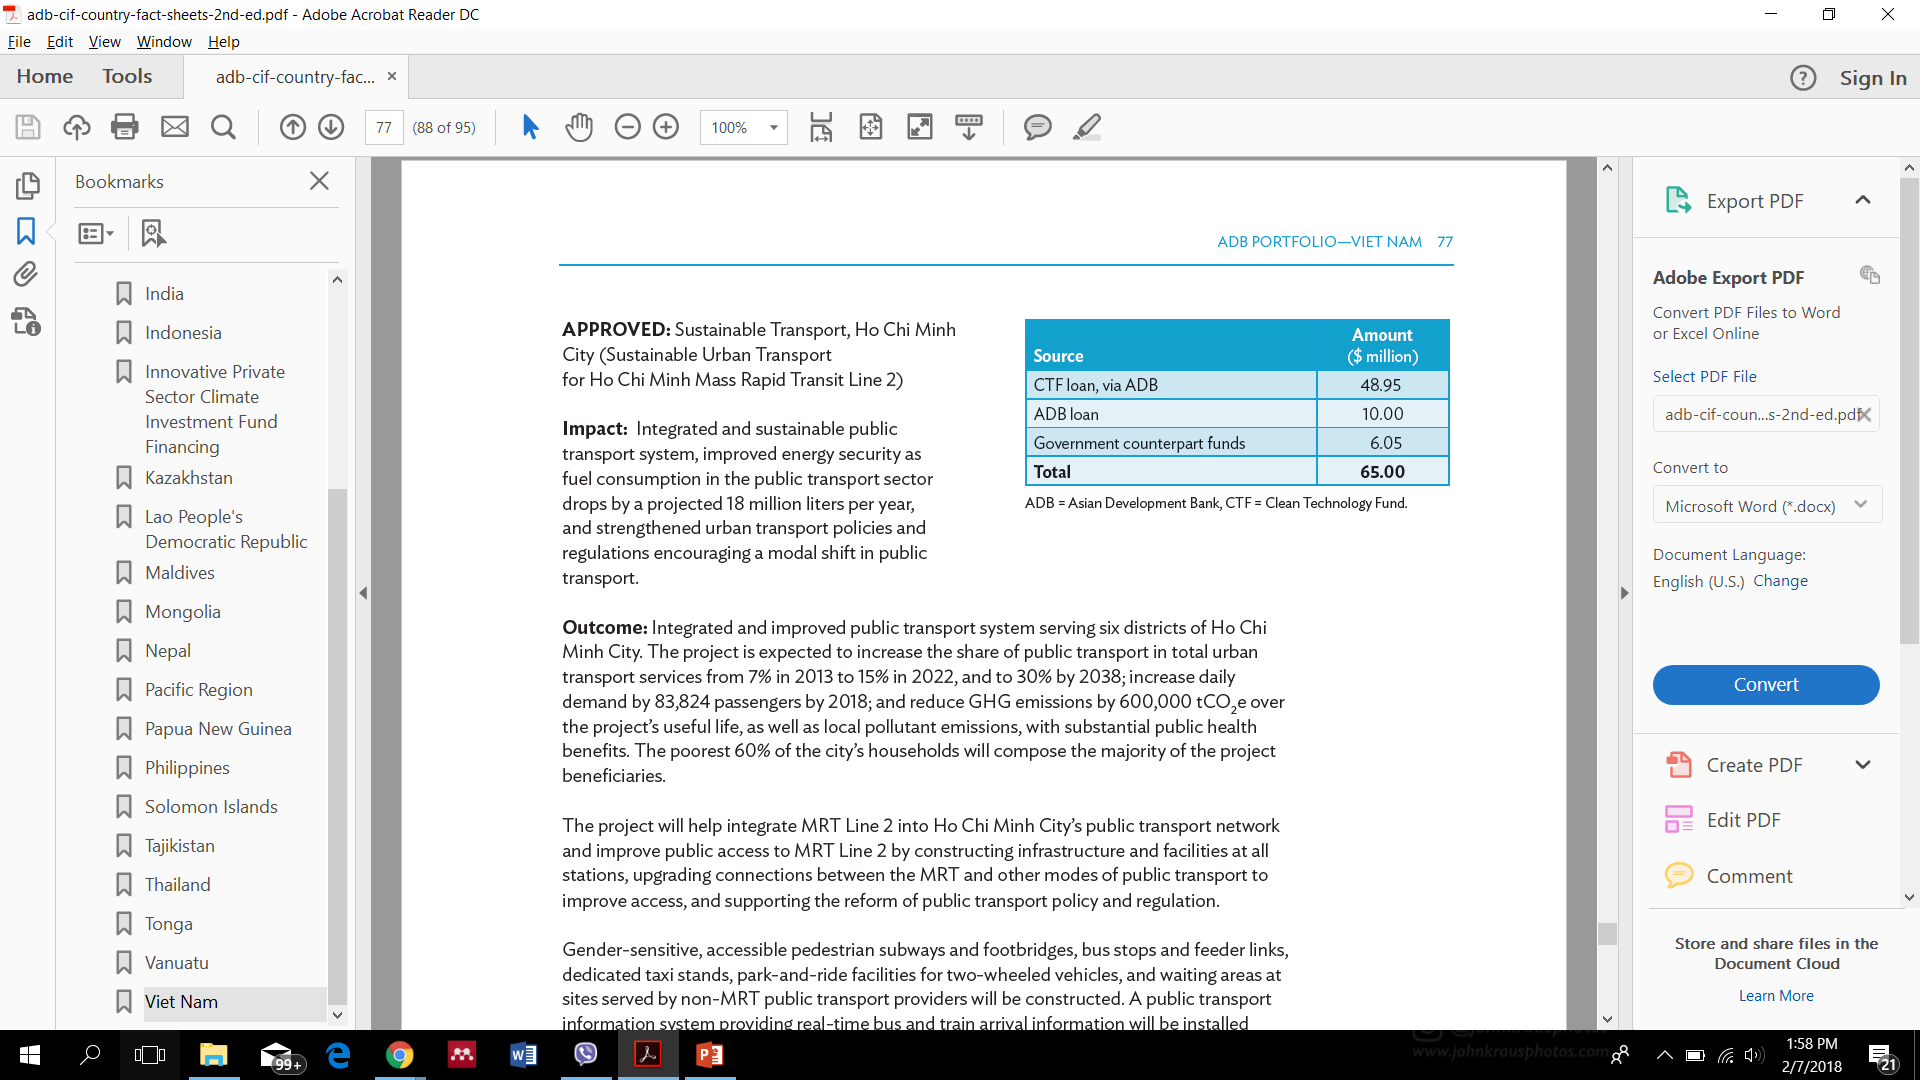 adb-cif-country-fact-sheets-2nd-ed.pdf - Adobe Acrobat Reader DC
File Edit View Window Help
Home Tools adb-cif-country-fac... ×
? Sign In
77 (88 of 95) 100%
Bookmarks
India
Indonesia
Innovative Private
Sector Climate
Investment Fund
Financing
Kazakhstan
Lao People's
Democratic Republic
Maldives
Mongolia
Nepal
Pacific Region
Papua New Guinea
Philippines
Solomon Islands
Tajikistan
Thailand
Tonga
Vanuatu
Viet Nam
ADB PORTFOLIO—VIET NAM 77
APPROVED: Sustainable Transport, Ho Chi Minh
City (Sustainable Urban Transport
for Ho Chi Minh Mass Rapid Transit Line 2)
Impact: Integrated and sustainable public
transport system, improved energy security as
fuel consumption in the public transport sector
drops by a projected 18 million liters per year,
and strengthened urban transport policies and
regulations encouraging a modal shift in public
transport.
Source Amount
($ million)
CTF loan, via ADB 48.95
ADB loan 10.00
Government counterpart funds 6.05
Total 65.00
ADB = Asian Development Bank, CTF = Clean Technology Fund.
Outcome: Integrated and improved public transport system serving six districts of Ho Chi
Minh City. The project is expected to increase the share of public transport in total urban
transport services from 7% in 2013 to 15% in 2022, and to 30% by 2038; increase daily
demand by 83,824 passengers by 2018; and reduce GHG emissions by 600,000 tCO2e over
the project's useful life, as well as local pollutant emissions, with substantial public health
benefits. The poorest 60% of the city's households will compose the majority of the project
beneficiaries.
The project will help integrate MRT Line 2 into Ho Chi Minh City's public transport network
and improve public access to MRT Line 2 by constructing infrastructure and facilities at all
stations, upgrading connections between the MRT and other modes of public transport to
improve access, and supporting the reform of public transport policy and regulation.
Gender-sensitive, accessible pedestrian subways and footbridges, bus stops and feeder links,
dedicated taxi stands, park-and-ride facilities for two-wheeled vehicles, and waiting areas at
sites served by non-MRT public transport providers will be constructed. A public transport
information system providing real-time bus and train arrival information will be installed
Export PDF
Adobe Export PDF
Convert PDF Files to Word
or Excel Online
Select PDF File
adb-cif-coun...s-2nd-ed.pdf
Convert to
Microsoft Word (*.docx)
Document Language:
English (U.S.) Change
Convert
Create PDF
Edit PDF
Comment
Store and share files in the
Document Cloud
Learn More
99+
www.johnkrausphotos.com
1:58 PM
2/7/2018
21